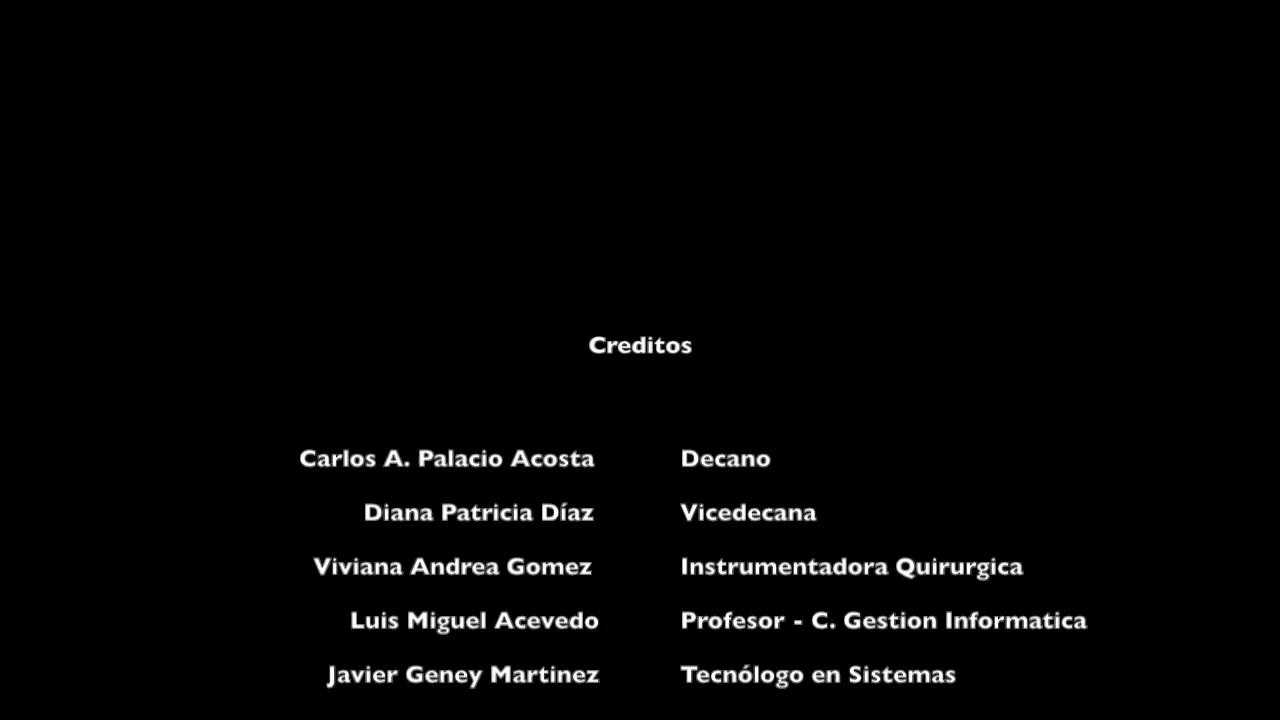 Creditos
Carlos A. Palacio Acosta Decano
Diana Patricia Díaz Vicedecana
Viviana Andrea Gomez Instrumentadora Quirurgica
Luis Miguel Acevedo Profesor - C. Gestion Informatica
Javier Geney Martinez Tecnólogo en Sistemas